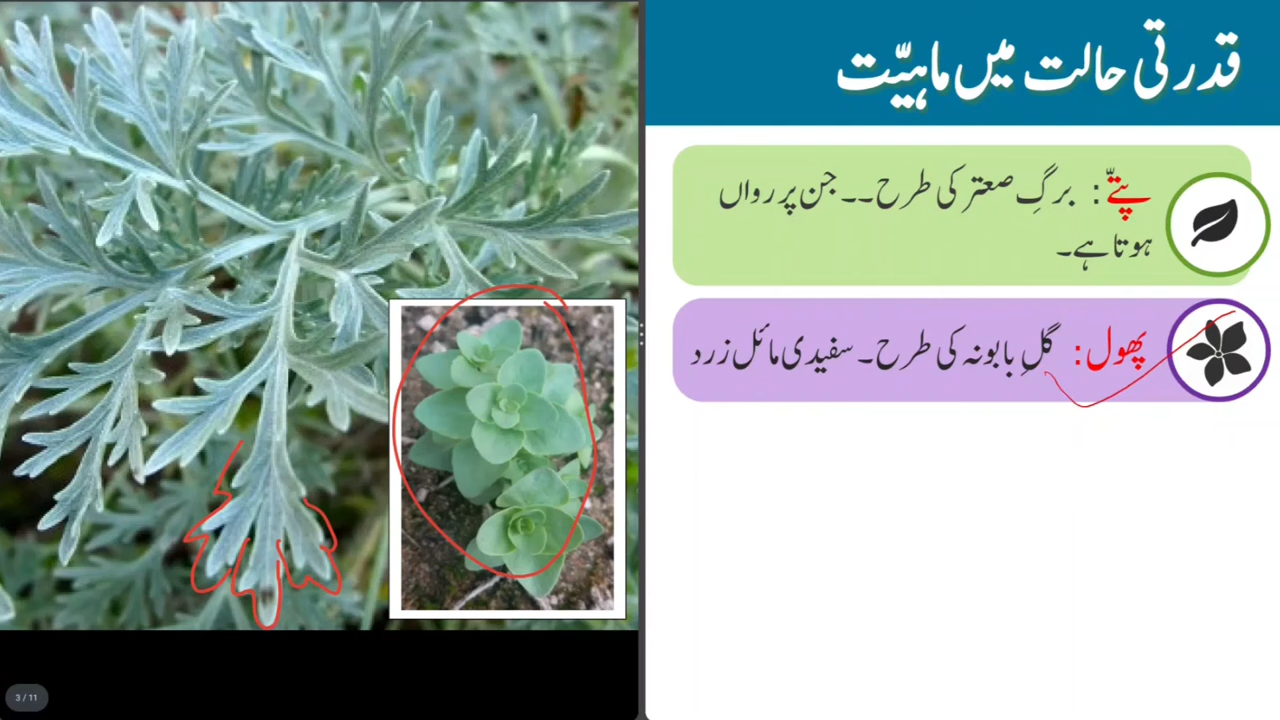 قدرتی حالت میں ماہیّت
پتّے: برگِ صعتر کی طرح۔۔ جن پر رواں
ہوتا ہے۔
پھول: گلِ بابونہ کی طرح۔ سفیدی مائل زرد
3 / 11